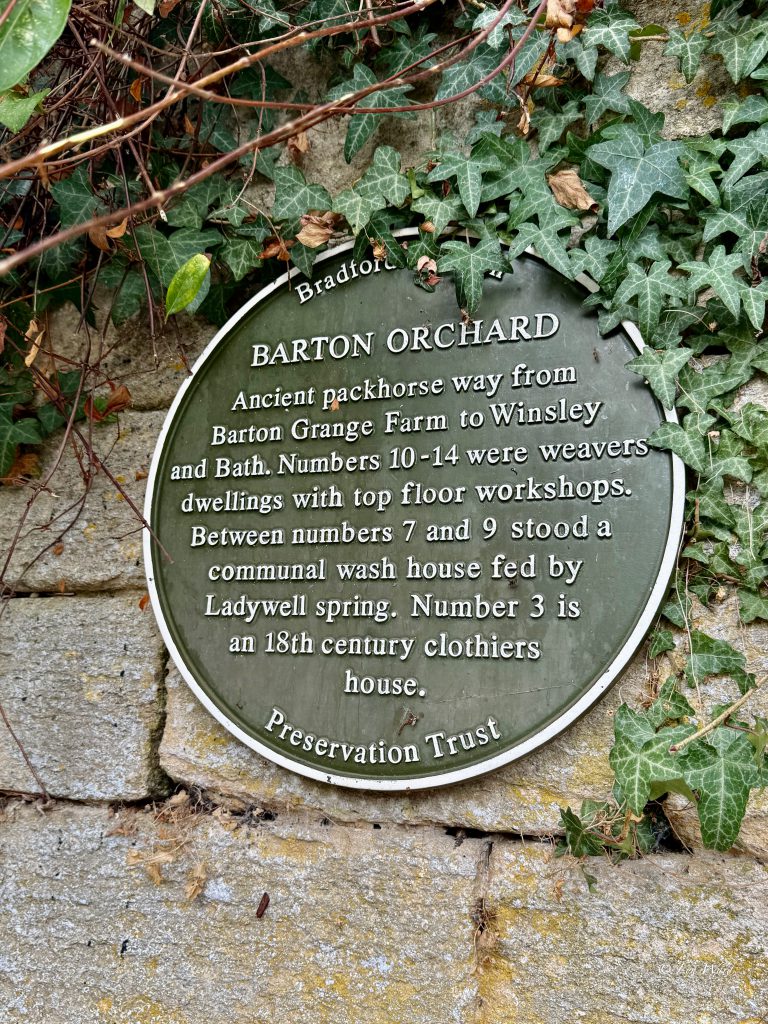 Bradford
BARTON ORCHARD
Ancient packhorse way from
Barton Grange Farm to Winsley
and Bath. Numbers 10-14 were weavers
dwellings with top floor workshops.
Between numbers 7 and 9 stood a
communal wash house fed by
Ladywell spring. Number 3 is
an 18th century clothiers
house.
Preservation Trust